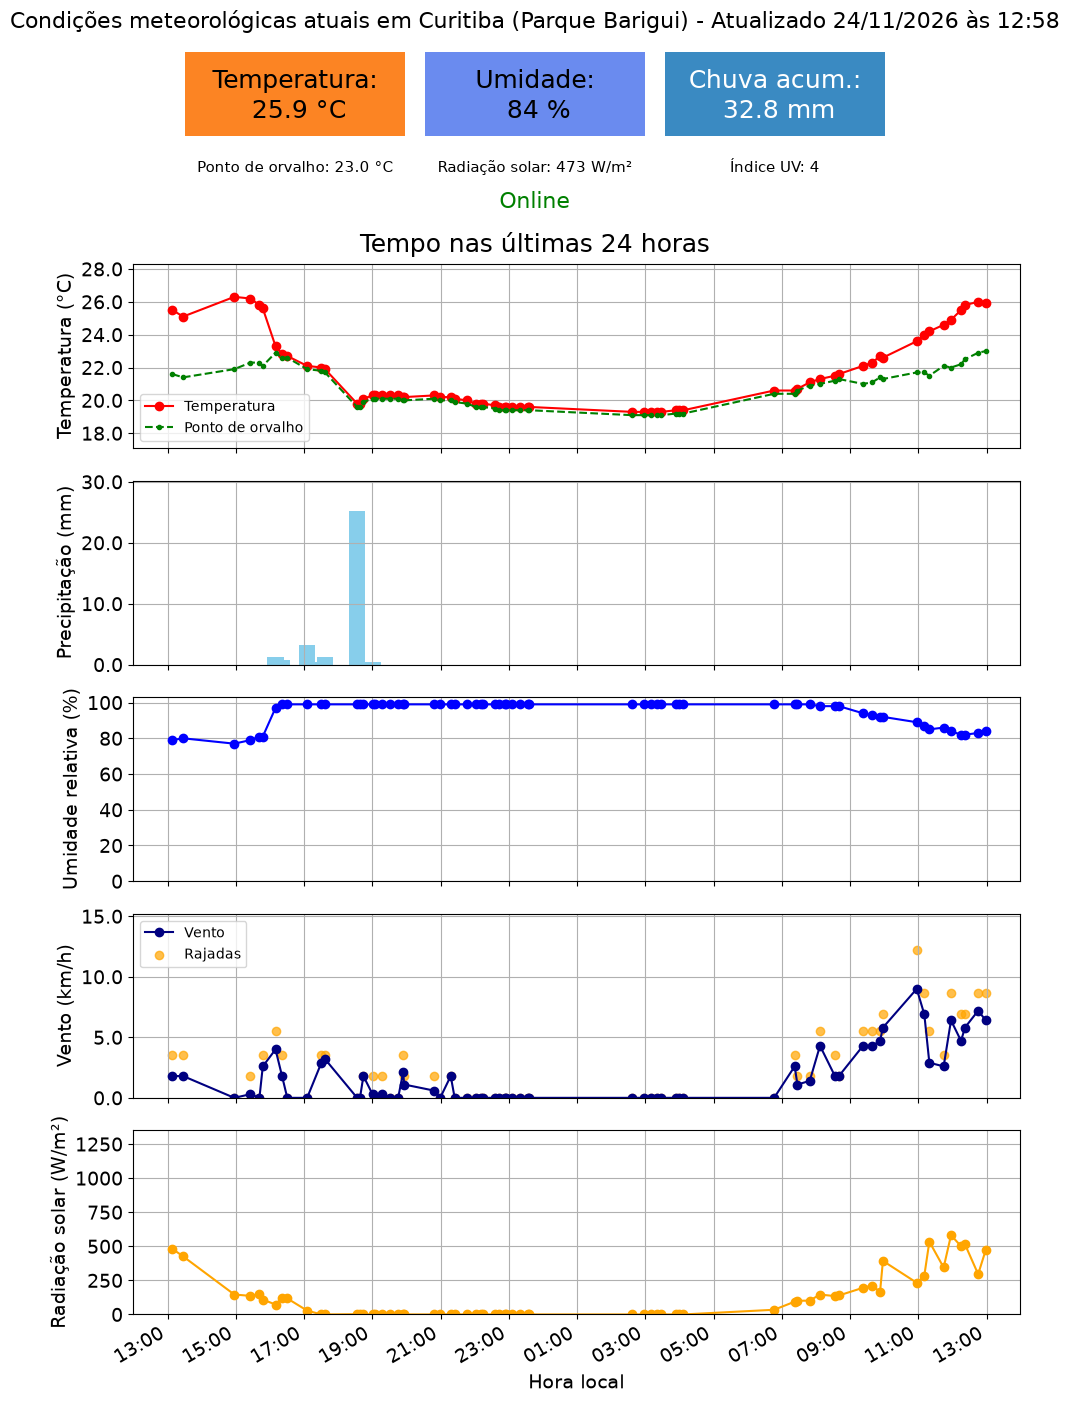 Condições meteorológicas atuais em Curitiba (Parque Barigui) - Atualizado 24/11/2026 às 12:58
Temperatura:
25.9 °C
Umidade:
84 %
Chuva acum.:
32.8 mm
Ponto de orvalho: 23.0 °C
Radiação solar: 473 W/m²
Índice UV: 4
Online
Tempo nas últimas 24 horas
Temperatura (°C)
28.0
26.0
24.0
22.0
20.0
18.0
Temperatura
Ponto de orvalho
Precipitação (mm)
30.0
20.0
10.0
0.0
Umidade relativa (%)
100
80
60
40
20
0
Vento (km/h)
15.0
10.0
5.0
0.0
Vento
Rajadas
Radiação solar (W/m²)
1250
1000
750
500
250
0
13:00
15:00
17:00
19:00
21:00
23:00
01:00
03:00
05:00
07:00
09:00
11:00
13:00
Hora local